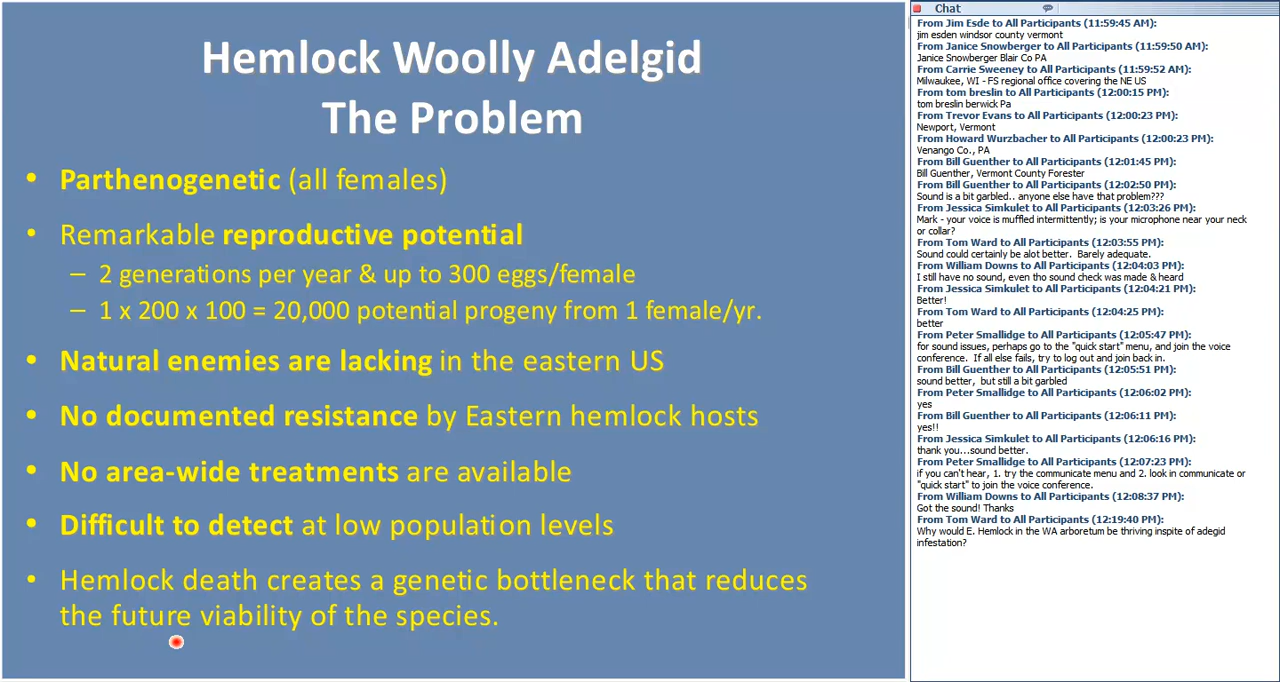 Hemlock Woolly Adelgid
The Problem
• Parthenogenetic (all females)
• Remarkable reproductive potential
– 2 generations per year & up to 300 eggs/female
– 1 x 200 x 100 = 20,000 potential progeny from 1 female/yr.
• Natural enemies are lacking in the eastern US
• No documented resistance by Eastern hemlock hosts
• No area-wide treatments are available
• Difficult to detect at low population levels
• Hemlock death creates a genetic bottleneck that reduces
the future viability of the species.
Chat
From Jim Esde to All Participants (11:59:45 AM):
jim esden windsor county vermont
From Janice Snowberger to All Participants (11:59:50 AM):
Janice Snowberger Blair Co PA
From Carrie Sweeney to All Participants (11:59:52 AM):
Milwaukee, WI - FS regional office covering the NE US
From tom breslin to All Participants (12:00:15 PM):
tom breslin berwick Pa
From Trevor Evans to All Participants (12:00:23 PM):
Newport, Vermont
From Howard Wurzbacher to All Participants (12:00:23 PM):
Venango Co., PA
From Bill Guenther to All Participants (12:01:45 PM):
Bill Guenther, Vermont County Forester
From Bill Guenther to All Participants (12:02:50 PM):
Sound is a bit garbled.. anyone else have that problem???
From Jessica Simkulet to All Participants (12:03:26 PM):
Mark - your voice is muffled intermittently; is your microphone near your neck
or collar?
From Tom Ward to All Participants (12:03:55 PM):
Sound could certainly be alot better. Barely adequate.
From William Downs to All Participants (12:04:03 PM):
I still have no sound, even tho sound check was made & heard
From Jessica Simkulet to All Participants (12:04:21 PM):
Better!
From Tom Ward to All Participants (12:04:25 PM):
better
From Peter Smallidge to All Participants (12:05:47 PM):
for sound issues, perhaps go to the "quick start" menu, and join the voice
conference. If all else fails, try to log out and join back in.
From Bill Guenther to All Participants (12:05:51 PM):
sound better, but still a bit garbled
From Peter Smallidge to All Participants (12:06:02 PM):
yes
From Bill Guenther to All Participants (12:06:11 PM):
yes!!
From Jessica Simkulet to All Participants (12:06:16 PM):
thank you...sound better.
From Peter Smallidge to All Participants (12:07:23 PM):
if you can't hear, 1. try the communicate menu and 2. look in communicate or
"quick start" to join the voice conference.
From William Downs to All Participants (12:08:37 PM):
Got the sound! Thanks
From Tom Ward to All Participants (12:19:40 PM):
Why would E. Hemlock in the WA arboretum be thriving inspite of adegid
infestation?